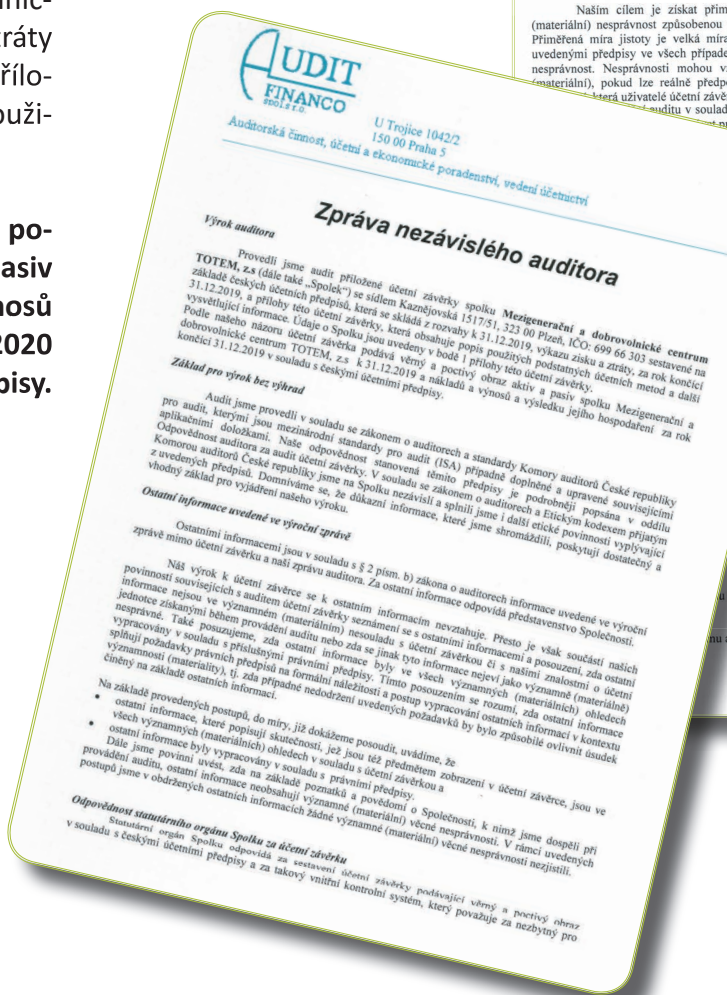 nic-
ztráty
přílo-
použi-
po-
pasiv
nosů
2020
pisy.
Naším cílem je získat přim
(materiální) nesprávnost způsobenou
Přiměřená míra jistoty je velká míra
uvedenými předpisy ve všech případe
nesprávnost. Nesprávnosti mohou v
(materiální), pokud lze reálně předpo
která uživatelé účetní závě
auditu v soulad
AUDIT
FINANCO
spol.s r.o.
U Trojice 1042/2
150 00 Praha 5
Auditorská činnost, účetní a ekonomické poradenství, vedení účetnictví
Zpráva nezávislého auditora
Výrok auditora
Provedli jsme audit přiložené účetní závěrky spolku Mezigenerační a dobrovolnické centrum
TOTEM, z.s (dále také „Spolek“) se sídlem Kaznějovská 1517/51, 323 00 Plzeň, IČO: 699 66 303 sestavené na
základě českých účetních předpisů, která se skládá z rozvahy k 31.12.2019, výkazu zisku a ztráty, za rok končící
31.12.2019, a přílohy této účetní závěrky, která obsahuje popis použitých podstatných účetních metod a další
vysvětlující informace. Údaje o Spolku jsou uvedeny v bodě 1 přílohy této účetní závěrky.
Podle našeho názoru účetní závěrka podává věrný a poctivý obraz aktiv a pasiv spolku Mezigenerační a
dobrovolnické centrum TOTEM, z.s k 31.12.2019 a nákladů a výnosů a výsledku jejího hospodaření za rok
končící 31.12.2019 v souladu s českými účetními předpisy.
Základ pro výrok bez výhrad
Audit jsme provedli v souladu se zákonem o auditorech a standardy Komory auditorů České republiky
pro audit, kterými jsou mezinárodní standardy pro audit (ISA) případně doplněné a upravené souvisejícími
aplikačními doložkami. Naše odpovědnost stanovená těmito předpisy je podrobněji popsána v oddílu
Odpovědnost auditora za audit účetní závěrky. V souladu se zákonem o auditorech a Etickým kodexem přijatým
Komorou auditorů České republiky jsme na Spolku nezávislí a splnili jsme i další etické povinnosti vyplývající
z uvedených předpisů. Domníváme se, že důkazní informace, které jsme shromáždili, poskytují dostatečný a
vhodný základ pro vyjádření našeho výroku.
Ostatní informace uvedené ve výroční zprávě
Ostatními informacemi jsou v souladu s § 2 písm. b) zákona o auditorech informace uvedené ve výroční
zprávě mimo účetní závěrku a naši zprávu auditora. Za ostatní informace odpovídá představenstvo Společnosti.
Náš výrok k účetní závěrce se k ostatním informacím nevztahuje. Přesto je však součástí našich
povinností souvisejících s auditem účetní závěrky seznámení se s ostatními informacemi a posouzení, zda ostatní
informace nejsou ve významném (materiálním) nesouladu s účetní závěrkou či s našimi znalostmi o účetní
jednotce získanými během provádění auditu nebo zda se jinak tyto informace nejeví jako významně (materiálně)
nesprávné. Také posuzujeme, zda ostatní informace byly ve všech významných (materiálních) ohledech
vypracovány v souladu s příslušnými právními předpisy. Tímto posouzením se rozumí, zda ostatní informace
splňují požadavky právních předpisů na formální náležitosti a postup vypracování ostatních informací v kontextu
významnosti (materiality), tj. zda případné nedodržení uvedených požadavků by bylo způsobilé ovlivnit úsudek
činěný na základě ostatních informací.
Na základě provedených postupů, do míry, již dokážeme posoudit, uvádíme, že
• ostatní informace, které popisují skutečnosti, jež jsou též předmětem zobrazení v účetní závěrce, jsou ve
všech významných (materiálních) ohledech v souladu s účetní závěrkou a
• ostatní informace byly vypracovány v souladu s právními předpisy.
Dále jsme povinni uvést, zda na základě poznatků a povědomí o Společnosti, k nimž jsme dospěli při
provádění auditu, ostatní informace neobsahují významné (materiální) věcné nesprávnosti. V rámci uvedených
postupů jsme v obdržených ostatních informacích žádné významné (materiální) věcné nesprávnosti nezjistili.
Odpovědnost statutárního orgánu Spolku za účetní závěrku
Statutární orgán Spolku odpovídá za sestavení účetní závěrky podávající věrný a poctivý obraz
v souladu s českými účetními předpisy a za takový vnitřní kontrolní systém, který považuje za nezbytný pro